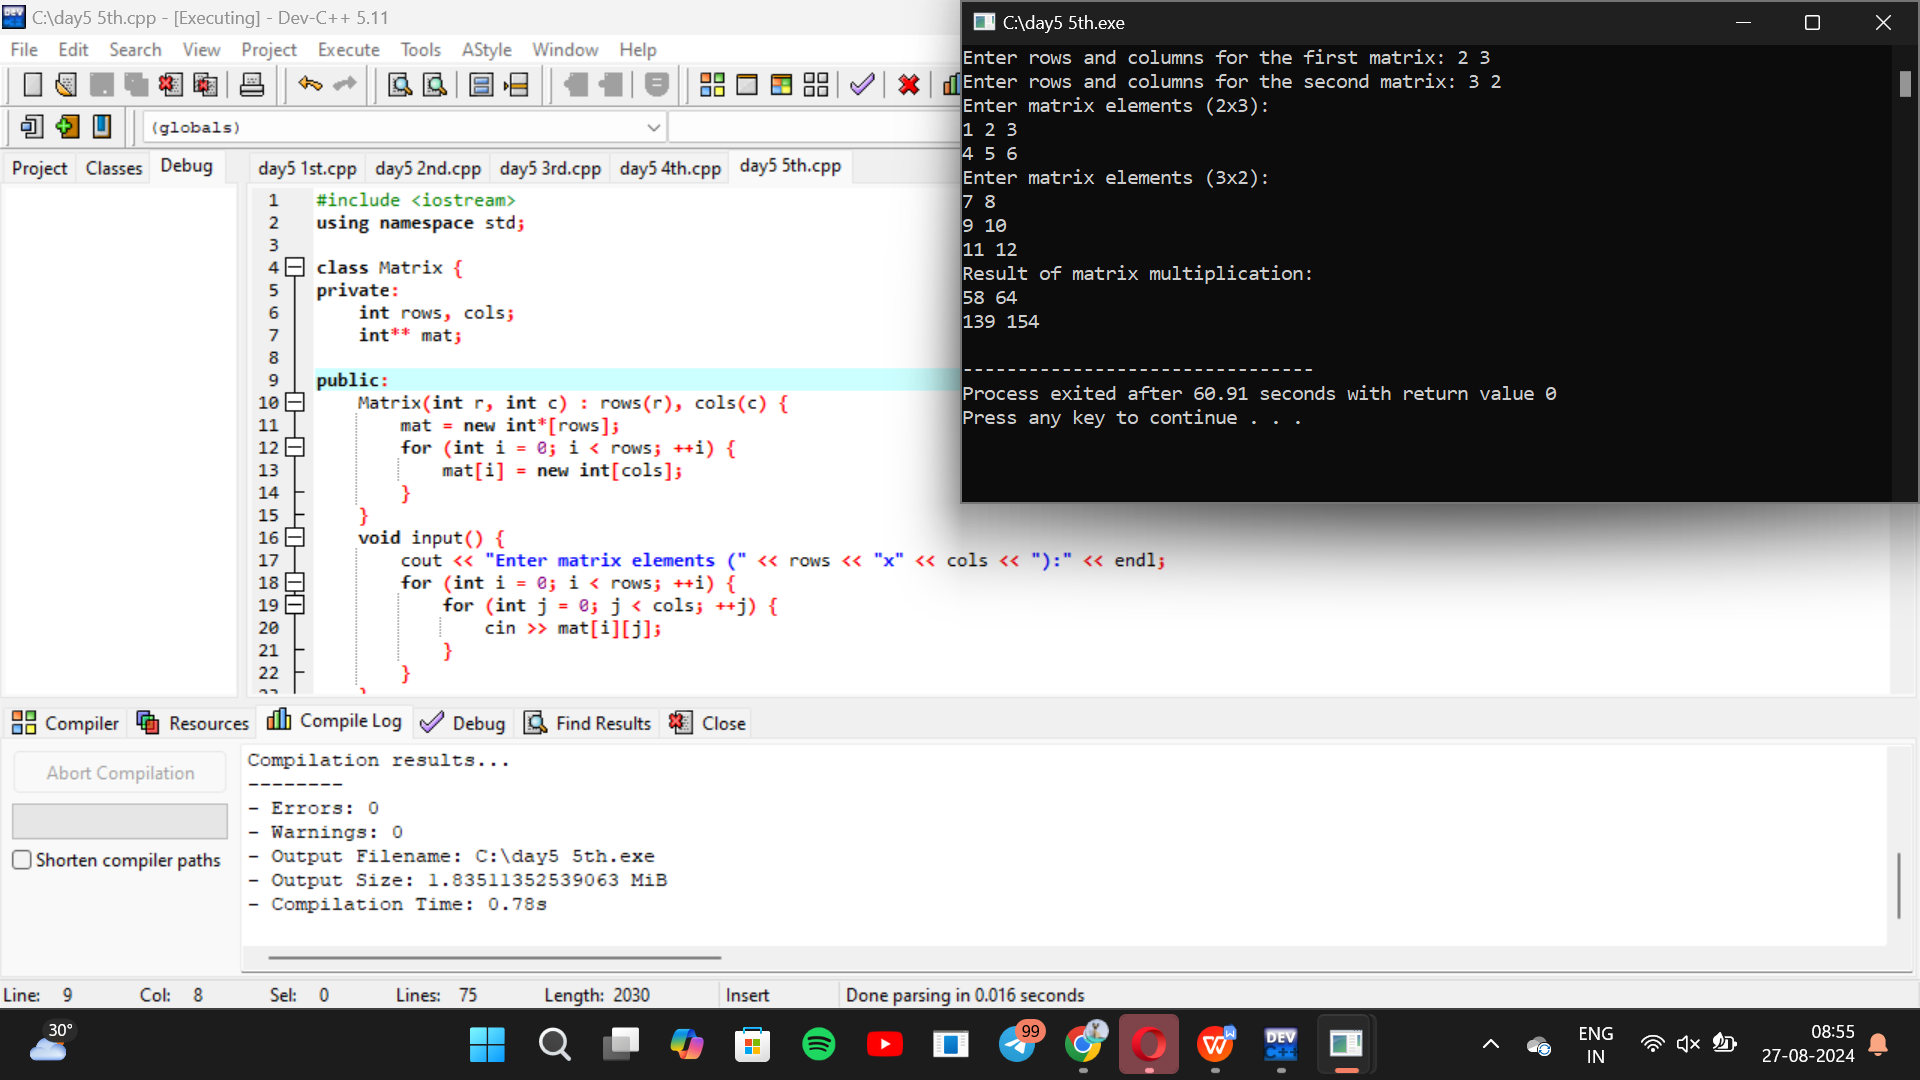 C:\day5 5th.cpp - [Executing] - Dev-C++ 5.11
File Edit Search View Project Execute Tools AStyle Window Help
(globals)
Project Classes Debug
day5 1st.cpp day5 2nd.cpp day5 3rd.cpp day5 4th.cpp day5 5th.cpp
1 #include <iostream>
2 using namespace std;
3
4 class Matrix {
5 private:
6 int rows, cols;
7 int** mat;
8
9 public:
10 Matrix(int r, int c) : rows(r), cols(c) {
11 mat = new int*[rows];
12 for (int i = 0; i < rows; ++i) {
13 mat[i] = new int[cols];
14 }
15 }
16 void input() {
17 cout << "Enter matrix elements (" << rows << "x" << cols << "):" << endl;
18 for (int i = 0; i < rows; ++i) {
19 for (int j = 0; j < cols; ++j) {
20 cin >> mat[i][j];
21 }
22 }
C:\day5 5th.exe
Enter rows and columns for the first matrix: 2 3
Enter rows and columns for the second matrix: 3 2
Enter matrix elements (2x3):
1 2 3
4 5 6
Enter matrix elements (3x2):
7 8
9 10
11 12
Result of matrix multiplication:
58 64
139 154
--------------------------------
Process exited after 60.91 seconds with return value 0
Press any key to continue . . .
Compiler Resources Compile Log Debug Find Results Close
Abort Compilation
Shorten compiler paths
Compilation results...
--------
- Errors: 0
- Warnings: 0
- Output Filename: C:\day5 5th.exe
- Output Size: 1.83511352539063 MiB
- Compilation Time: 0.78s
Line: 9 Col: 8 Sel: 0 Lines: 75 Length: 2030 Insert Done parsing in 0.016 seconds
30°
99
W
DEV
C++
ENG
IN
08:55
27-08-2024